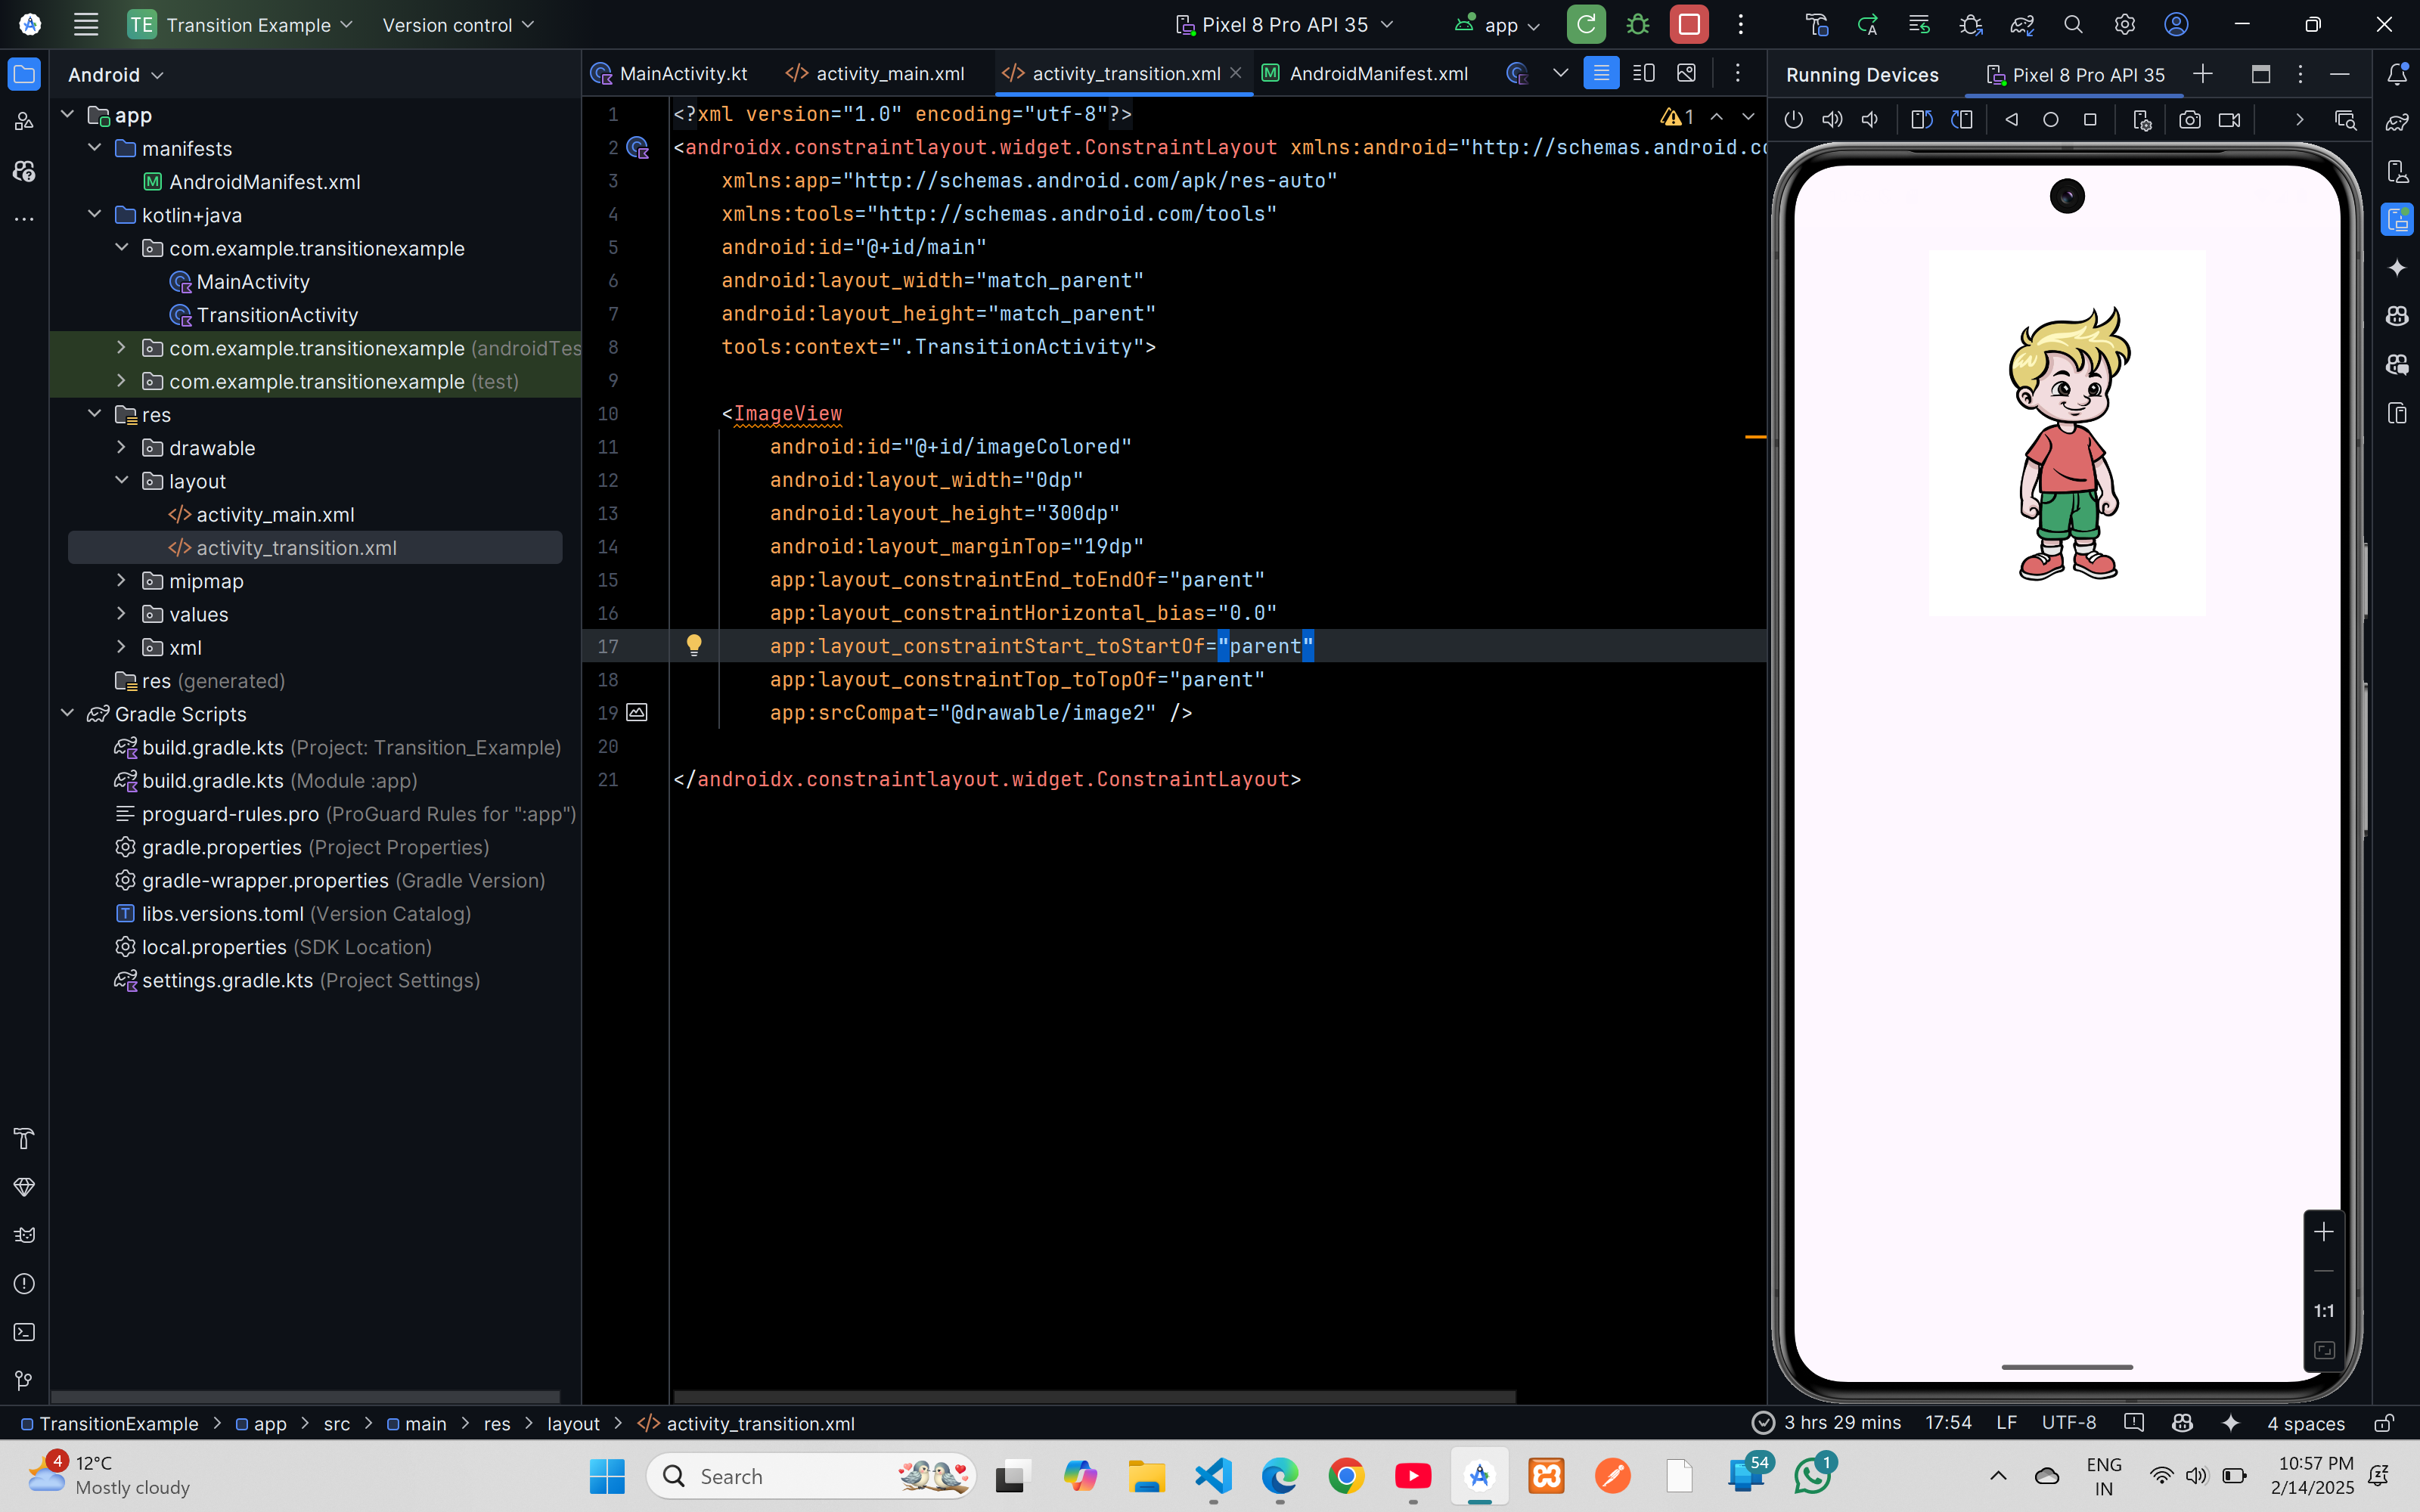 TE Transition Example Version control Pixel 8 Pro API 35 app
Android
app
manifests
AndroidManifest.xml
kotlin+java
com.example.transitionexample
MainActivity
TransitionActivity
com.example.transitionexample (androidTes
com.example.transitionexample (test)
res
drawable
layout
activity_main.xml
activity_transition.xml
mipmap
values
xml
res (generated)
Gradle Scripts
build.gradle.kts (Project: Transition_Example)
build.gradle.kts (Module :app)
proguard-rules.pro (ProGuard Rules for ":app")
gradle.properties (Project Properties)
gradle-wrapper.properties (Gradle Version)
libs.versions.toml (Version Catalog)
local.properties (SDK Location)
settings.gradle.kts (Project Settings)
MainActivity.kt activity_main.xml activity_transition.xml AndroidManifest.xml
1 <?xml version="1.0" encoding="utf-8"?>
2 <androidx.constraintlayout.widget.ConstraintLayout xmlns:android="http://schemas.android.co
3 xmlns:app="http://schemas.android.com/apk/res-auto"
4 xmlns:tools="http://schemas.android.com/tools"
5 android:id="@+id/main"
6 android:layout_width="match_parent"
7 android:layout_height="match_parent"
8 tools:context=".TransitionActivity">
9
10 <ImageView
11 android:id="@+id/imageColored"
12 android:layout_width="0dp"
13 android:layout_height="300dp"
14 android:layout_marginTop="19dp"
15 app:layout_constraintEnd_toEndOf="parent"
16 app:layout_constraintHorizontal_bias="0.0"
17 app:layout_constraintStart_toStartOf="parent"
18 app:layout_constraintTop_toTopOf="parent"
19 app:srcCompat="@drawable/image2" />
20
21 </androidx.constraintlayout.widget.ConstraintLayout>
1
Running Devices Pixel 8 Pro API 35
1:1
TransitionExample > app > src > main > res > layout > activity_transition.xml
3 hrs 29 mins 17:54 LF UTF-8 4 spaces
4
12°C
Mostly cloudy
Search
54
1
ENG
IN
10:57 PM
2/14/2025